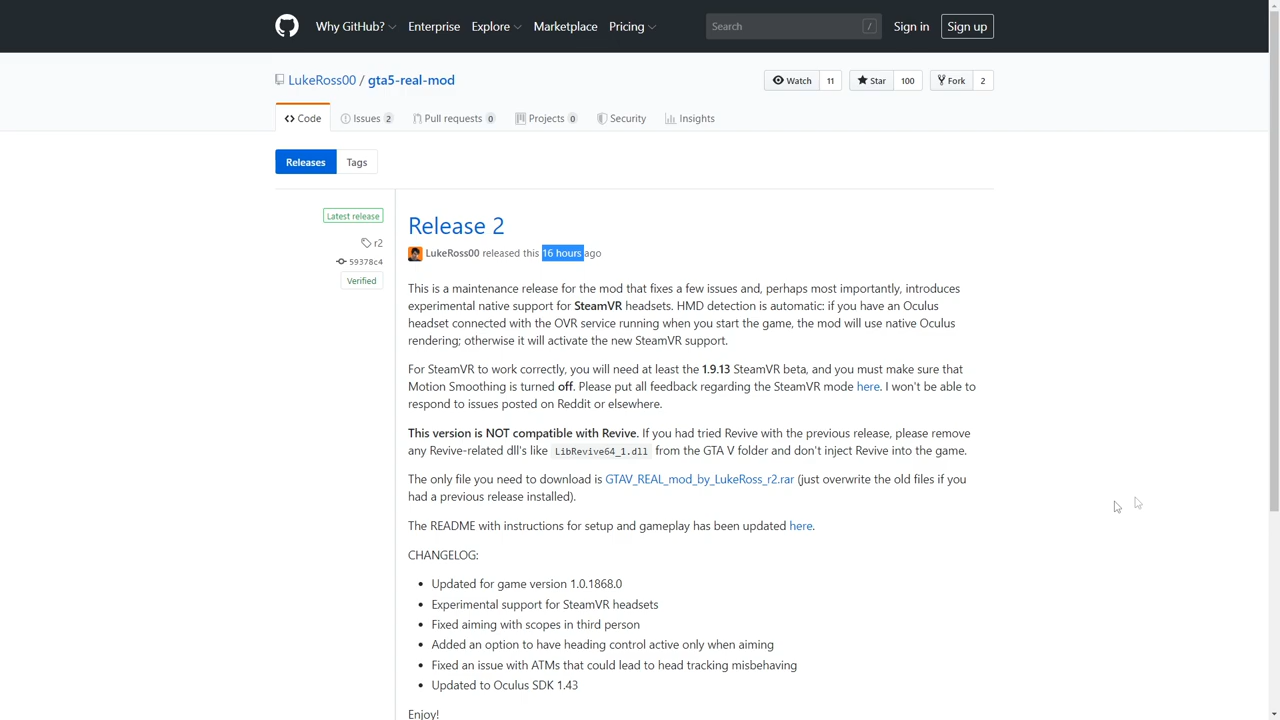 Why GitHub? Enterprise Explore Marketplace Pricing Search / Sign in Sign up
LukeRoss00 / gta5-real-mod Watch 11 Star 100 Fork 2
Code Issues 2 Pull requests 0 Projects 0 Security Insights
Releases Tags
Latest release
r2
59378c4
Verified
Release 2
LukeRoss00 released this 16 hours ago
This is a maintenance release for the mod that fixes a few issues and, perhaps most importantly, introduces
experimental native support for SteamVR headsets. HMD detection is automatic: if you have an Oculus
headset connected with the OVR service running when you start the game, the mod will use native Oculus
rendering; otherwise it will activate the new SteamVR support.
For SteamVR to work correctly, you will need at least the 1.9.13 SteamVR beta, and you must make sure that
Motion Smoothing is turned off. Please put all feedback regarding the SteamVR mode here. I won't be able to
respond to issues posted on Reddit or elsewhere.
This version is NOT compatible with Revive. If you had tried Revive with the previous release, please remove
any Revive-related dll's like LibRevive64_1.dll from the GTA V folder and don't inject Revive into the game.
The only file you need to download is GTAV_REAL_mod_by_LukeRoss_r2.rar (just overwrite the old files if you
had a previous release installed).
The README with instructions for setup and gameplay has been updated here.
CHANGELOG:
• Updated for game version 1.0.1868.0
• Experimental support for SteamVR headsets
• Fixed aiming with scopes in third person
• Added an option to have heading control active only when aiming
• Fixed an issue with ATMs that could lead to head tracking misbehaving
• Updated to Oculus SDK 1.43
Enjoy!